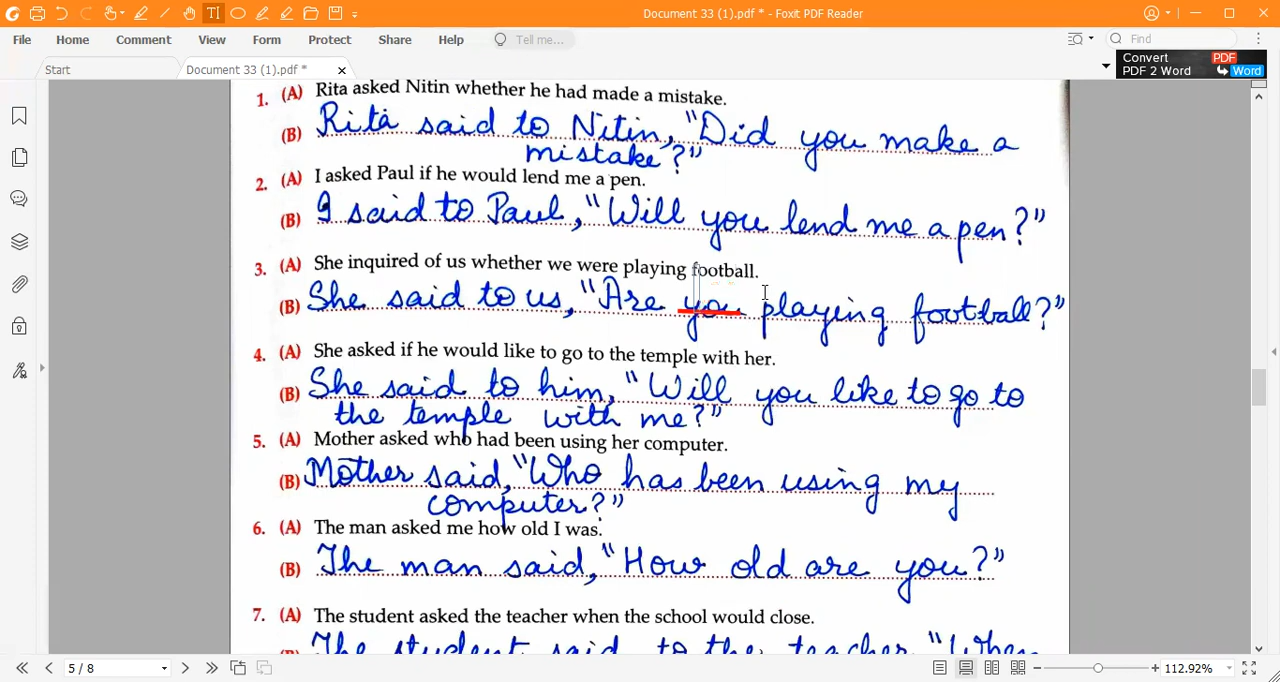 Document 33 (1).pdf * - Foxit PDF Reader
File Home Comment View Form Protect Share Help Tell me... Find
Start Document 33 (1).pdf *
Convert PDF
PDF 2 Word Word
1. (A) Rita asked Nitin whether he had made a mistake.
(B) Rita said to Nitin, "Did you make a
mistake?"
2. (A) I asked Paul if he would lend me a pen.
(B) I said to Paul, "Will you lend me a pen?"
3. (A) She inquired of us whether we were playing football.
(B) She said to us, "Are you playing football?"
4. (A) She asked if he would like to go to the temple with her.
(B) She said to him, "Will you like to go to
the temple with me?"
5. (A) Mother asked who had been using her computer.
(B) Mother said, "Who has been using my
computer?"
6. (A) The man asked me how old I was.
(B) The man said, "How old are you?"
7. (A) The student asked the teacher when the school would close.
(B) The student said to the teacher, "When
5 / 8 112.92%